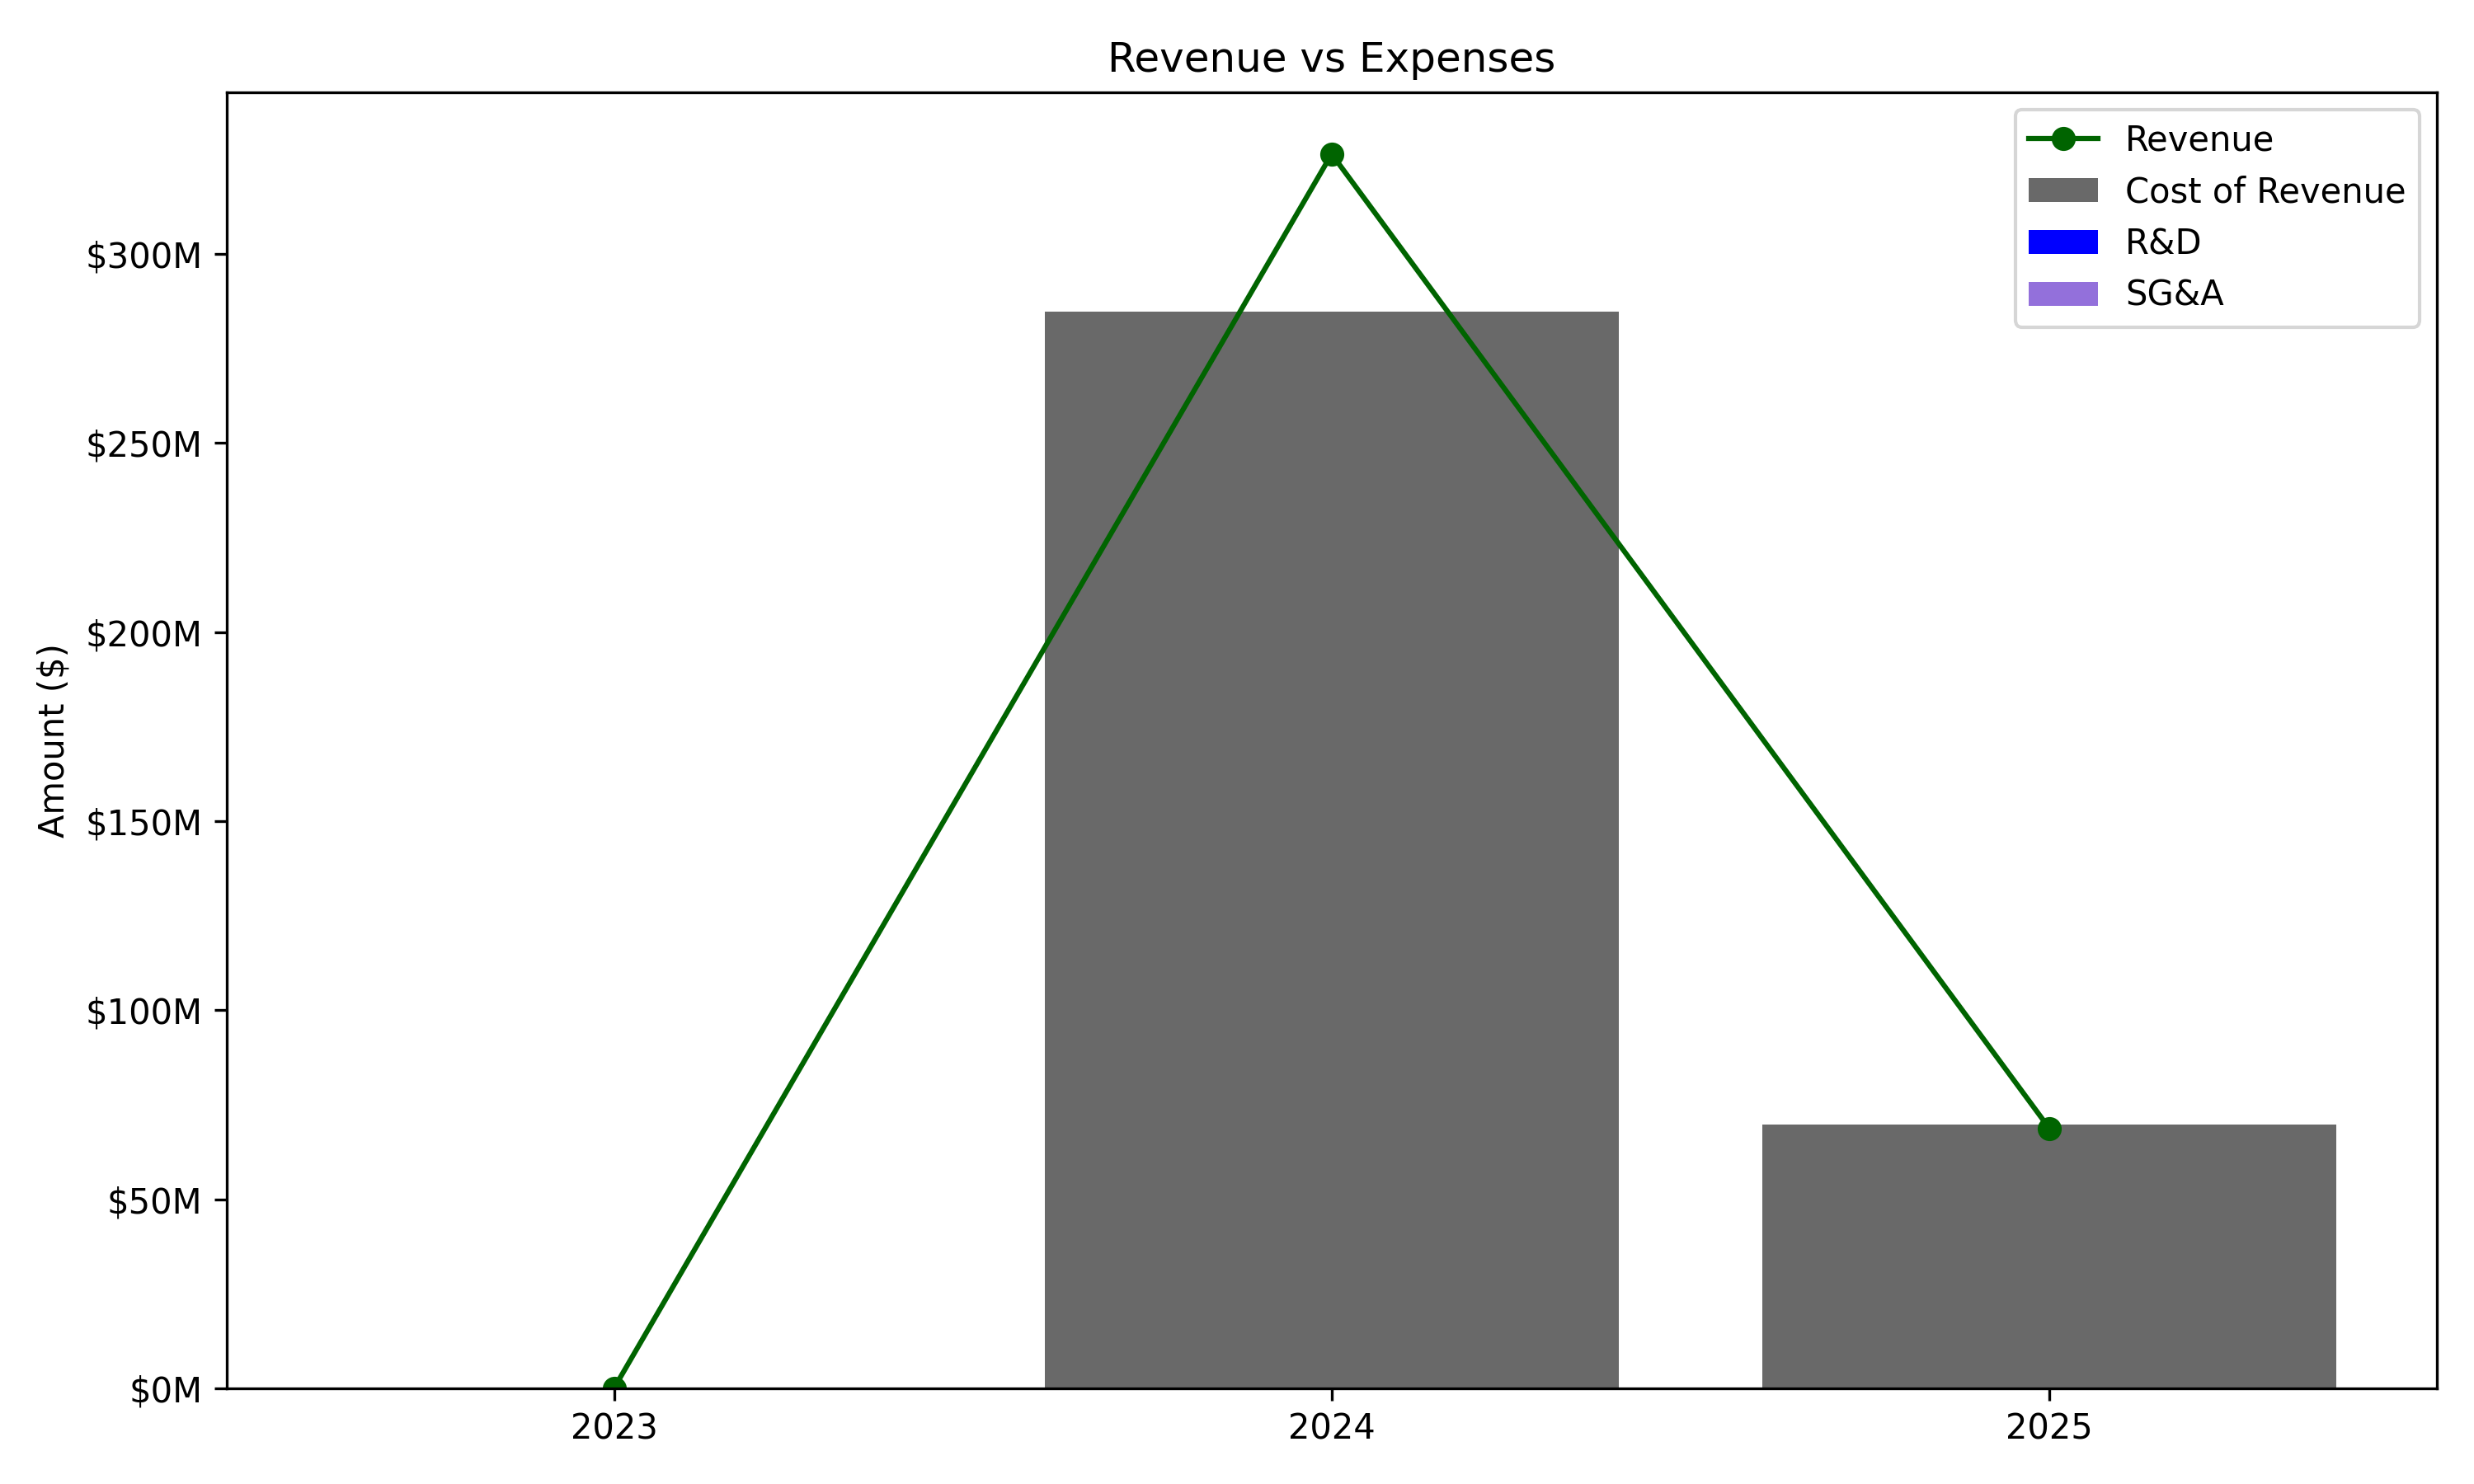 Revenue vs Expenses
Revenue
Cost of Revenue
R&D
SG&A
Amount ($)
$300M
$250M
$200M
$150M
$100M
$50M
$0M
2023
2024
2025